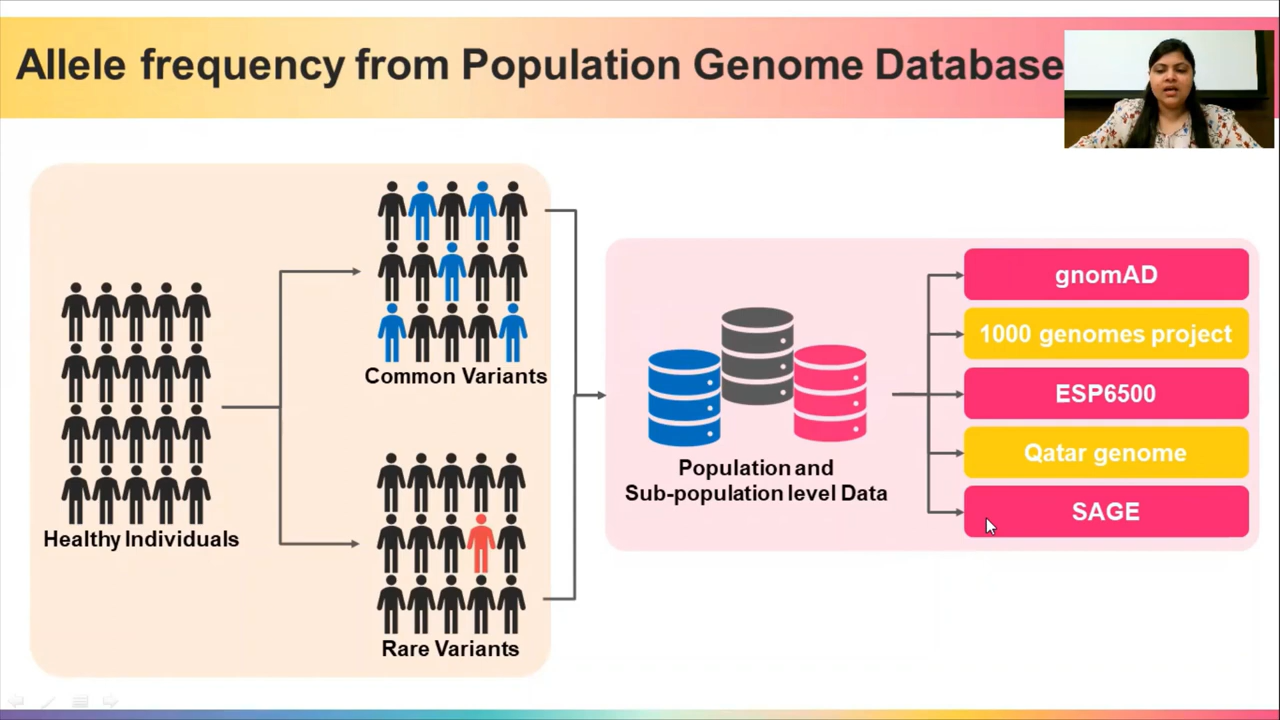 Allele frequency from Population Genome Database
Healthy Individuals
Common Variants
Rare Variants
Population and
Sub-population level Data
gnomAD
1000 genomes project
ESP6500
Qatar genome
SAGE